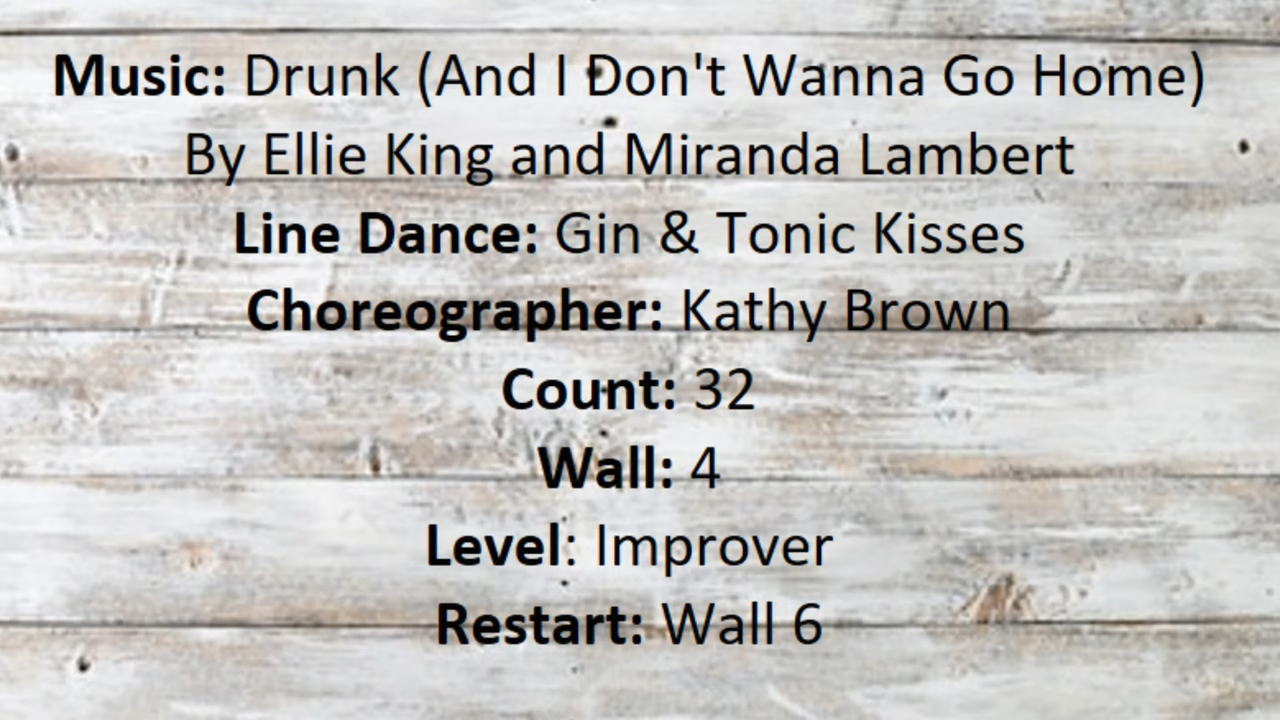 Music: Drunk (And I Don't Wanna Go Home)
By Ellie King and Miranda Lambert
Line Dance: Gin & Tonic Kisses
Choreographer: Kathy Brown
Count: 32
Wall: 4
Level: Improver
Restart: Wall 6